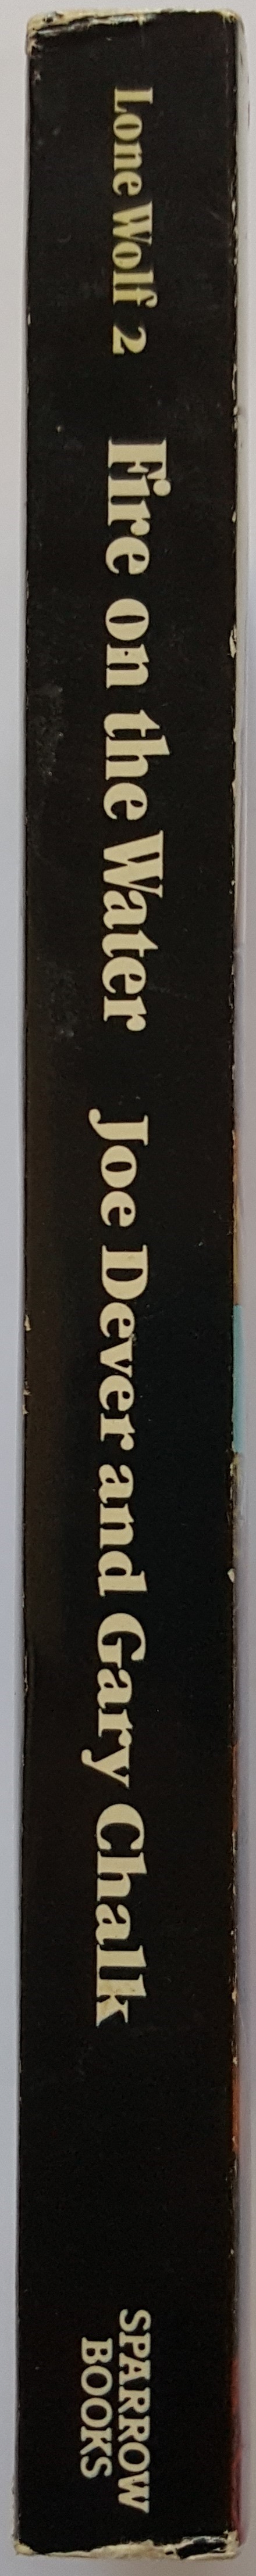 Lone Wolf 2 Fire on the Water Joe Dever and Gary Chalk
SPARROW
BOOKS